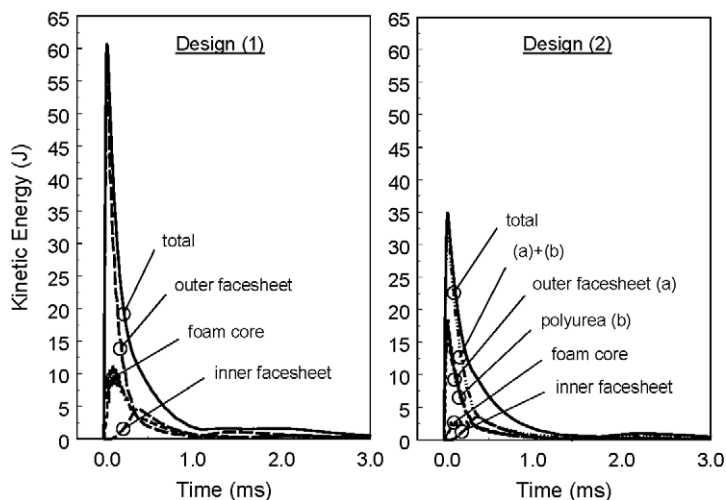 Kinetic Energy (J)
65
60
55
50
45
40
35
30
25
20
15
10
5
0
Design (1)
total
outer facesheet
foam core
inner facesheet
0.0
1.0
2.0
3.0
Time (ms)
65
60
55
50
45
40
35
30
25
20
15
10
5
0
Design (2)
total
(a)+(b)
outer facesheet (a)
polyurea (b)
foam core
inner facesheet
0.0
1.0
2.0
3.0
Time (ms)